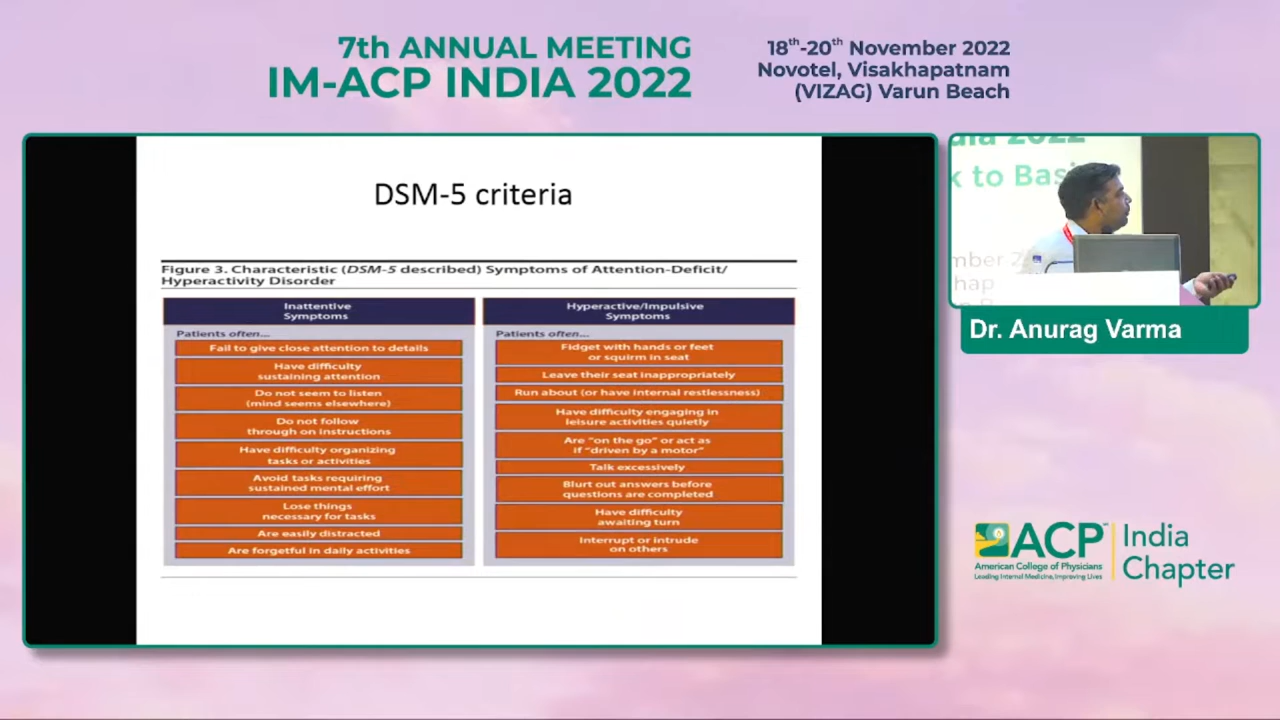 7th ANNUAL MEETING
IM-ACP INDIA 2022
18th-20th November 2022
Novotel, Visakhapatnam
(VIZAG) Varun Beach
DSM-5 criteria
Figure 3. Characteristic (DSM-5 described) Symptoms of Attention-Deficit/
Hyperactivity Disorder
Inattentive
Symptoms
Patients often...
Fail to give close attention to details
Have difficulty
sustaining attention
Do not seem to listen
(mind seems elsewhere)
Do not follow
through on instructions
Have difficulty organizing
tasks or activities
Avoid tasks requiring
sustained mental effort
Lose things
necessary for tasks
Are easily distracted
Are forgetful in daily activities
Hyperactive/Impulsive
Symptoms
Patients often...
Fidget with hands or feet
or squirm in seat
Leave their seat inappropriately
Run about (or have internal restlessness)
Have difficulty engaging in
leisure activities quietly
Are "on the go" or act as
if "driven by a motor"
Talk excessively
Blurt out answers before
questions are completed
Have difficulty
awaiting turn
Interrupt or intrude
on others
2022
k to Basi
mber 2
hap
Dr. Anurag Varma
ACP™
American College of Physicians
Leading Internal Medicine, Improving Lives
India
Chapter